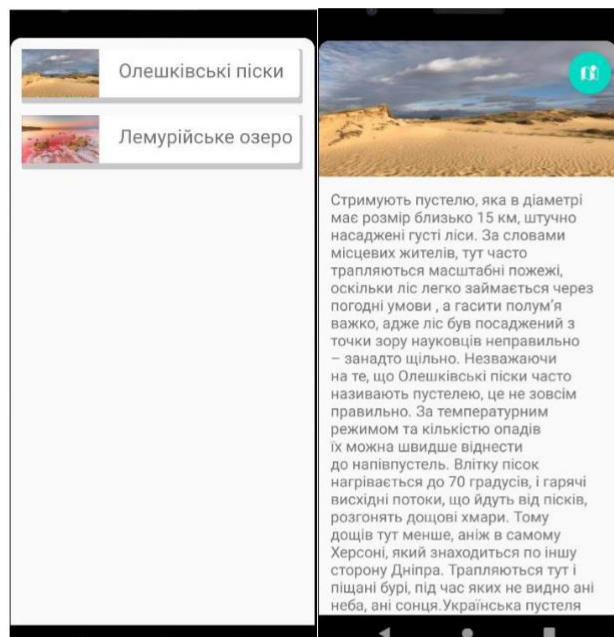 Олешківські піски
Лемурійське озеро
Стримують пустелю, яка в діаметрі
має розмір близько 15 км, штучно
насаджені густі ліси. За словами
місцевих жителів, тут часто
трапляються масштабні пожежі,
оскільки ліс легко займається через
погодні умови , а гасити полум’я
важко, адже ліс був посаджений з
точки зору науковців неправильно
– занадто щільно. Незважаючи
на те, що Олешківські піски часто
називають пустелею, це не зовсім
правильно. За температурним
режимом та кількістю опадів
їх можна швидше віднести
до напівпустель. Влітку пісок
нагрівається до 70 градусів, і гарячі
висхідні потоки, що йдуть від пісків,
розгонять дощові хмари. Тому
дощів тут менше, аніж в самому
Херсоні, який знаходиться по іншу
сторону Дніпра. Трапляються тут і
піщані бурі, під час яких не видно ані
неба, ані сонця.Українська пустеля